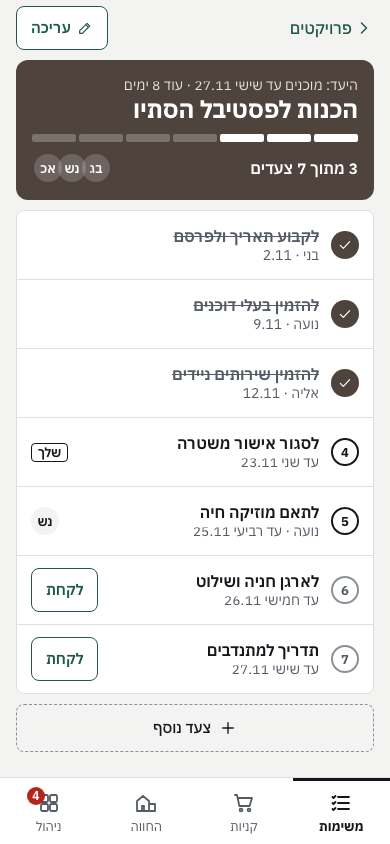 פרויקטים
עריכה
היעד: מוכנים עד שישי 27.11 · עוד 8 ימים
הכנות לפסטיבל הסתיו
3 מתוך 7 צעדים
בג
נש
אכ
לקבוע תאריך ולפרסם
בני · 2.11
להזמין בעלי דוכנים
נועה · 9.11
להזמין שירותים ניידים
אליה · 12.11
4
לסגור אישור משטרה
עד שני 23.11
שלך
5
לתאם מוזיקה חיה
נועה · עד רביעי 25.11
נש
6
לארגן חניה ושילוט
עד חמישי 26.11
לקחת
7
תדריך למתנדבים
עד שישי 27.11
לקחת
צעד נוסף
משימות
קניות
החווה
ניהול
4